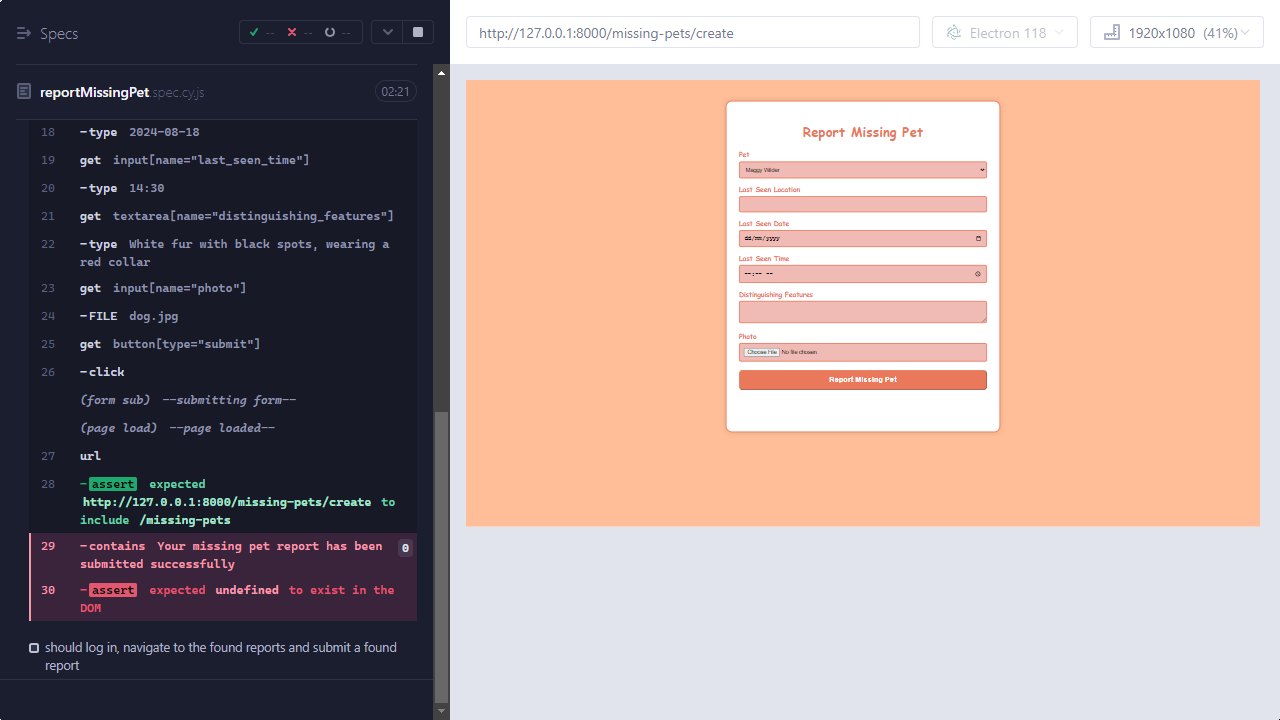 Specs
-- -- --
http://127.0.0.1:8000/missing-pets/create
Electron 118
1920x1080 (41%)
reportMissingPet.spec.cy.js
02:21
18 -type 2024-08-18
19 get input[name="last_seen_time"]
20 -type 14:30
21 get textarea[name="distinguishing_features"]
22 -type White fur with black spots, wearing a
red collar
23 get input[name="photo"]
24 -FILE dog.jpg
25 get button[type="submit"]
26 -click
(form sub) --submitting form--
(page load) --page loaded--
27 url
28 -assert expected
http://127.0.0.1:8000/missing-pets/create to
include /missing-pets
29 -contains Your missing pet report has been
submitted successfully
0
30 -assert expected undefined to exist in the
DOM
should log in, navigate to the found reports and submit a found
report
Report Missing Pet
Pet
Maggy Wilder
Last Seen Location
Last Seen Date
dd/mm/yyyy
Last Seen Time
--:-- --
Distinguishing Features
Photo
Choose File No file chosen
Report Missing Pet